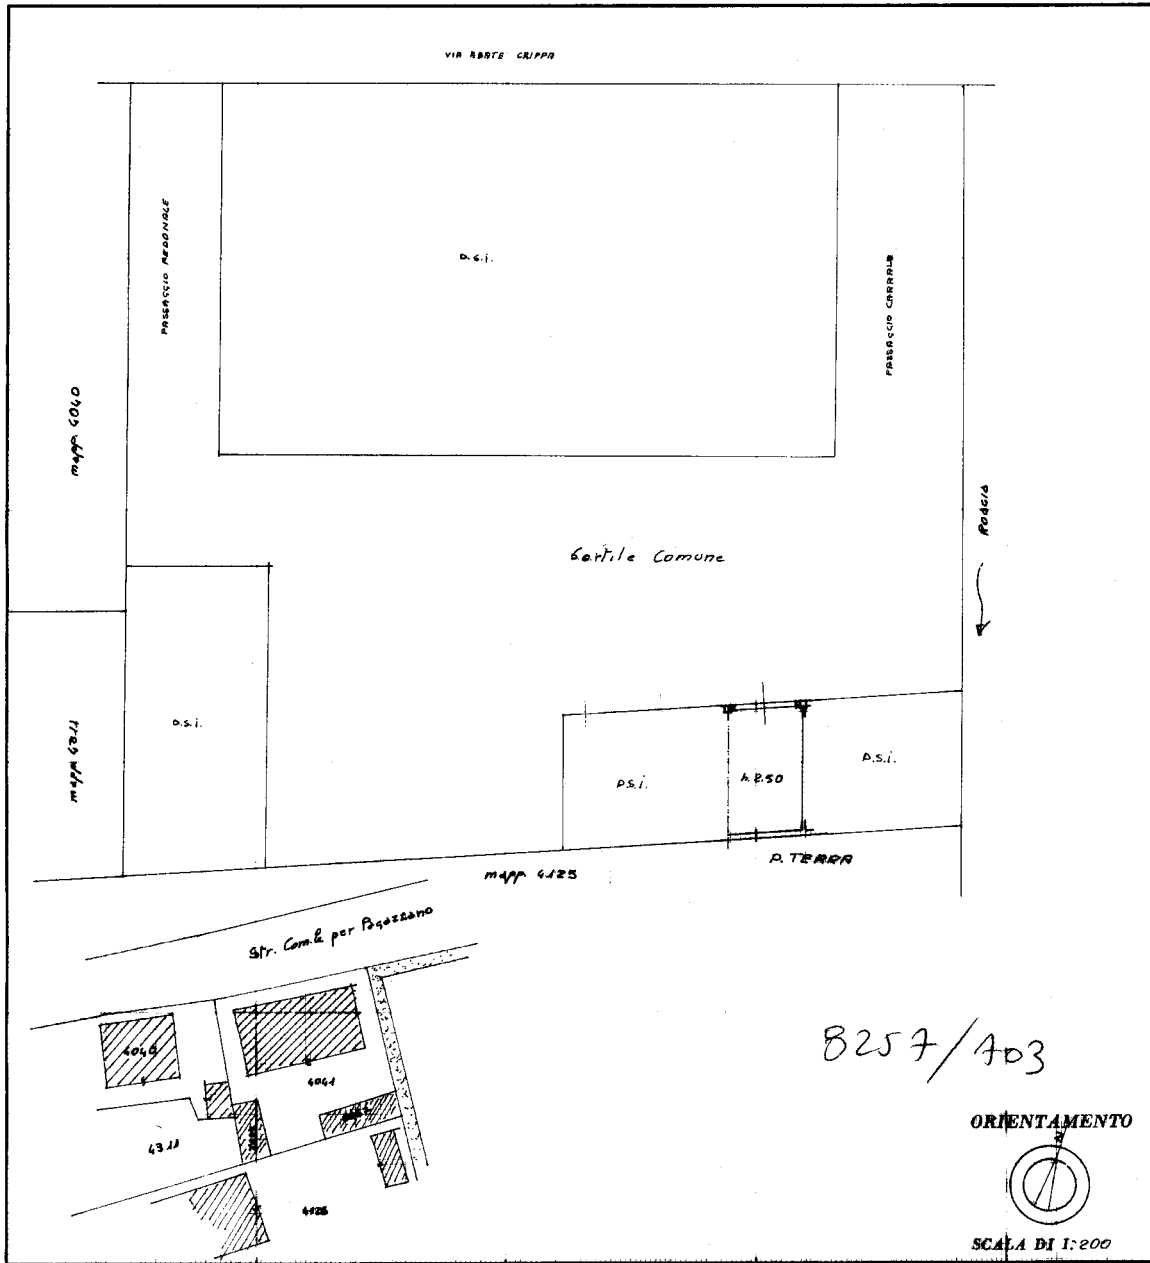 VIA ABATE CRIPPA
PASSAGGIO PEDONALE
D.S.i.
PASSAGGIO CARRALE
mapp. 4040
ROGGIA
Cortile Comune
mapp 4311
D.S.i.
D.S.i.
h. 2.50
D.S.i.
P. TERRA
mapp. 4125
Str. Com.le per Pagazzano
4040
4041
4311
4125
8257/703
ORIENTAMENTO
N
SCALA DI 1:200